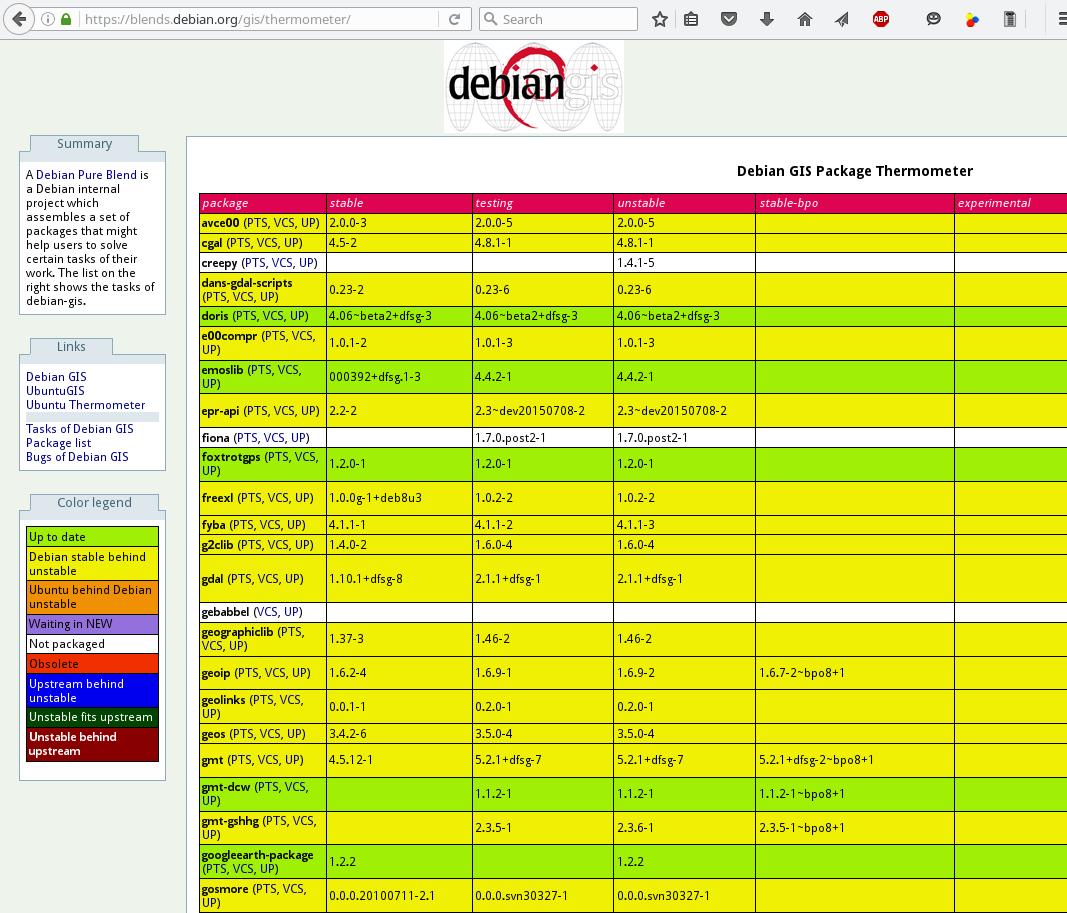 https://blends.debian.org/gis/thermometer/
Search
ABP
debiangis
Summary
A Debian Pure Blend is
a Debian internal
project which
assembles a set of
packages that might
help users to solve
certain tasks of their
work. The list on the
right shows the tasks of
debian-gis.
Links
Debian GIS
UbuntuGIS
Ubuntu Thermometer
Tasks of Debian GIS
Package list
Bugs of Debian GIS
Color legend
Up to date
Debian stable behind
unstable
Ubuntu behind Debian
unstable
Waiting in NEW
Not packaged
Obsolete
Upstream behind
unstable
Unstable fits upstream
Unstable behind
upstream
Debian GIS Package Thermometer
package stable testing unstable stable-bpo experimental
avce00 (PTS, VCS, UP) 2.0.0-3 2.0.0-5 2.0.0-5
cgal (PTS, VCS, UP) 4.5-2 4.8.1-1 4.8.1-1
creepy (PTS, VCS, UP) 1.4.1-5
dans-gdal-scripts
(PTS, VCS, UP) 0.23-2 0.23-6 0.23-6
doris (PTS, VCS, UP) 4.06~beta2+dfsg-3 4.06~beta2+dfsg-3 4.06~beta2+dfsg-3
e00compr (PTS, VCS,
UP) 1.0.1-2 1.0.1-3 1.0.1-3
emoslib (PTS, VCS,
UP) 000392+dfsg.1-3 4.4.2-1 4.4.2-1
epr-api (PTS, VCS, UP) 2.2-2 2.3~dev20150708-2 2.3~dev20150708-2
fiona (PTS, VCS, UP) 1.7.0.post2-1 1.7.0.post2-1
foxtrotgps (PTS, VCS,
UP) 1.2.0-1 1.2.0-1 1.2.0-1
freexl (PTS, VCS, UP) 1.0.0g-1+deb8u3 1.0.2-2 1.0.2-2
fyba (PTS, VCS, UP) 4.1.1-1 4.1.1-2 4.1.1-3
g2clib (PTS, VCS, UP) 1.4.0-2 1.6.0-4 1.6.0-4
gdal (PTS, VCS, UP) 1.10.1+dfsg-8 2.1.1+dfsg-1 2.1.1+dfsg-1
gebabbel (VCS, UP)
geographiclib (PTS,
VCS, UP) 1.37-3 1.46-2 1.46-2
geoip (PTS, VCS, UP) 1.6.2-4 1.6.9-1 1.6.9-2 1.6.7-2~bpo8+1
geolinks (PTS, VCS,
UP) 0.0.1-1 0.2.0-1 0.2.0-1
geos (PTS, VCS, UP) 3.4.2-6 3.5.0-4 3.5.0-4
gmt (PTS, VCS, UP) 4.5.12-1 5.2.1+dfsg-7 5.2.1+dfsg-7 5.2.1+dfsg-2~bpo8+1
gmt-dcw (PTS, VCS,
UP) 1.1.2-1 1.1.2-1 1.1.2-1~bpo8+1
gmt-gshhg (PTS, VCS,
UP) 2.3.5-1 2.3.6-1 2.3.5-1~bpo8+1
googleearth-package
(PTS, VCS, UP) 1.2.2 1.2.2
gosmore (PTS, VCS,
UP) 0.0.0.20100711-2.1 0.0.0.svn30327-1 0.0.0.svn30327-1